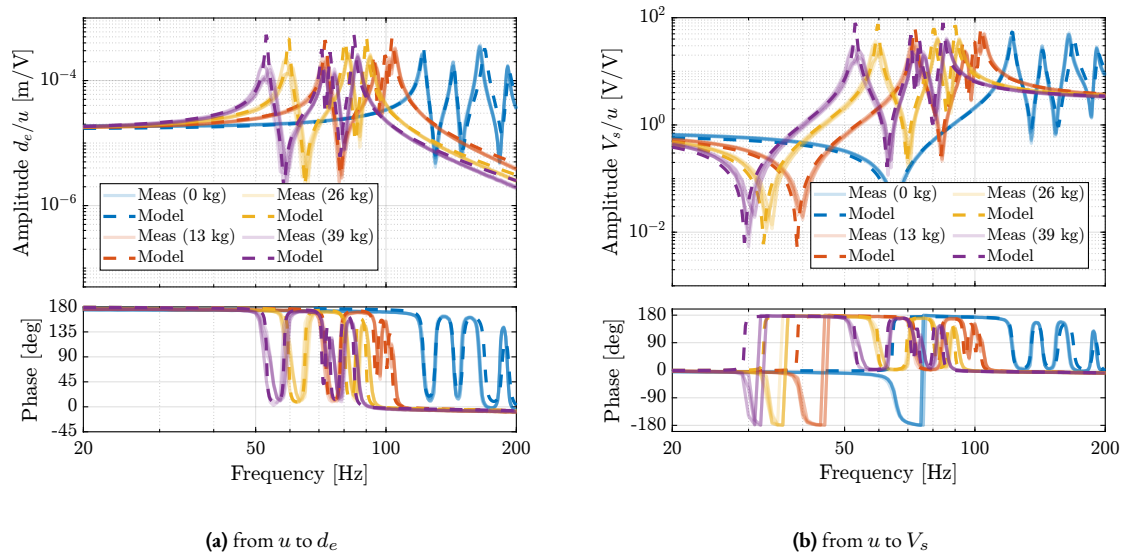 Amplitude d_e/u [m/V]
10^{-4}
10^{-6}
Meas (0 kg)
Model
Meas (13 kg)
Model
Meas (26 kg)
Model
Meas (39 kg)
Model
Phase [deg]
180
135
90
45
0
-45
20
50
100
200
Frequency [Hz]
(a) from u to d_e
Amplitude V_s/u [V/V]
10^2
10^0
10^{-2}
Meas (0 kg)
Model
Meas (13 kg)
Model
Meas (26 kg)
Model
Meas (39 kg)
Model
Phase [deg]
180
90
0
-90
-180
20
50
100
200
Frequency [Hz]
(b) from u to V_s